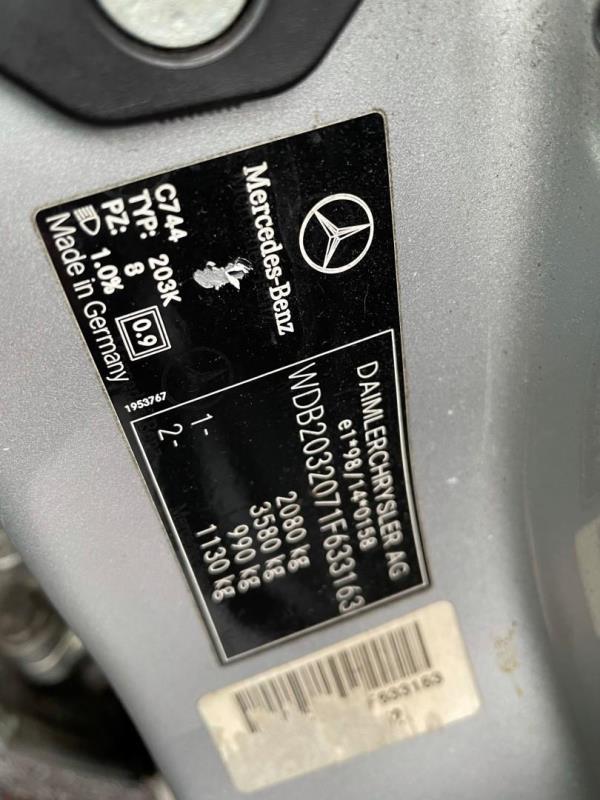 Mercedes-Benz
C744
TYP: 203K
PZ: 8
1.0%
0.9
Made in Germany
1953767
DAIMLERCHRYSLER AG
e1*98/14*0158
WDB2032071F633163
2080 kg
3580 kg
1- 990 kg
2- 1130 kg
F633163